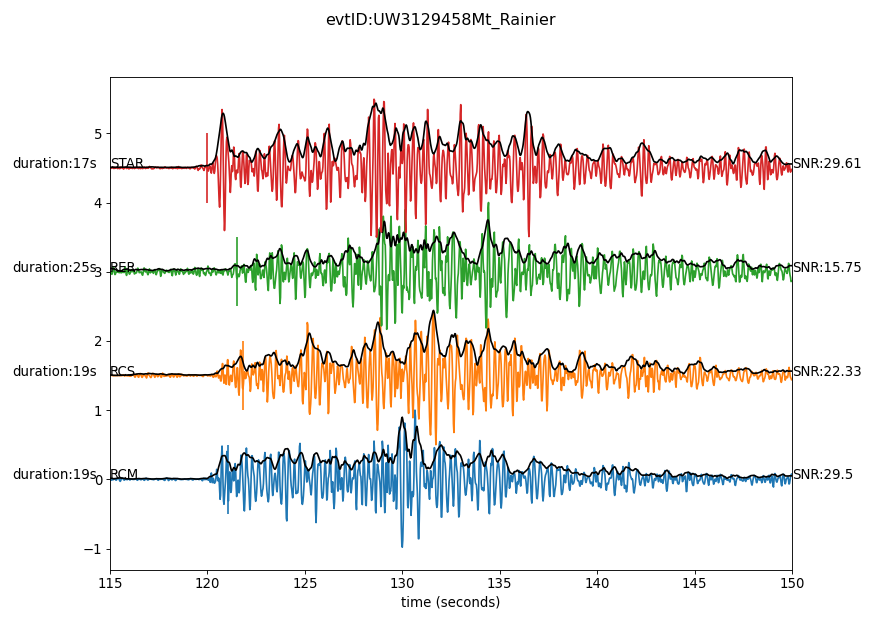 evtID:UW3129458Mt_Rainier
5
duration:17s STAR SNR:29.61
4
duration:25s 3 RER SNR:15.75
2
duration:19s RCS SNR:22.33
1
duration:19s 0 RCM SNR:29.5
−1
115 120 125 130 135 140 145 150
time (seconds)